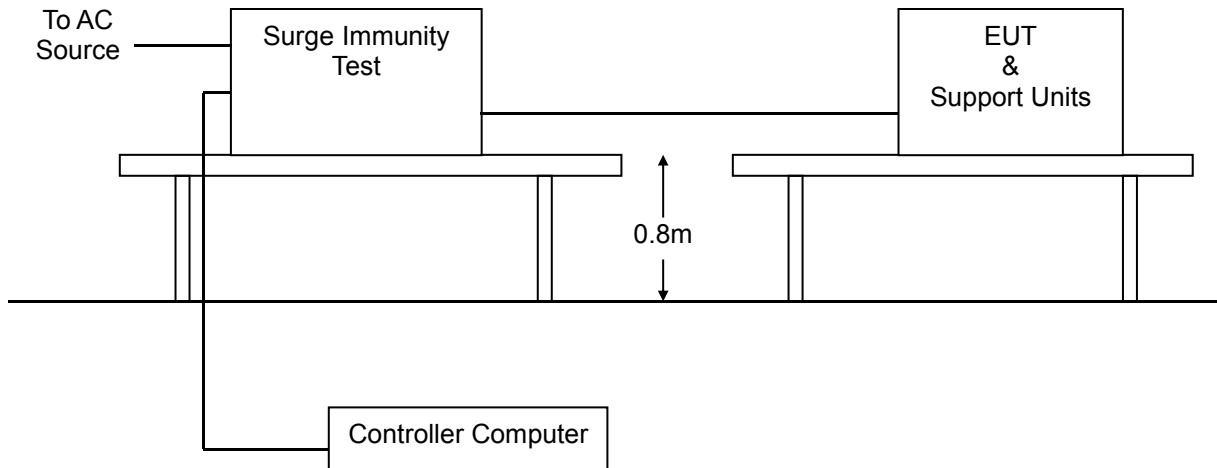 To AC
Source
Surge Immunity
Test
EUT
&
Support Units
0.8m
Controller Computer